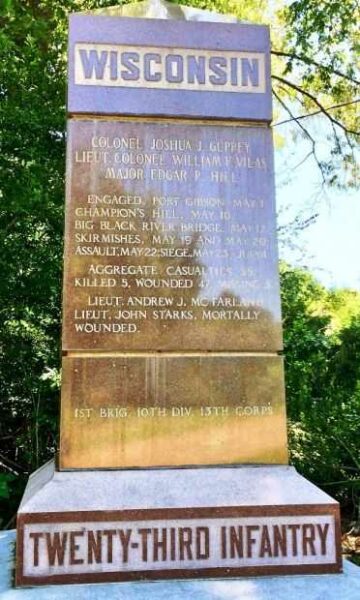 WISCONSIN
COLONEL JOSHUA J. GUPPEY
LIEUT. COLONEL WILLIAM F. VILAS
MAJOR EDGAR P. HILL
ENGAGED, PORT GIBSON MAY 1
CHAMPION'S HILL, MAY 16
BIG BLACK RIVER BRIDGE, MAY 17
SKIRMISHES, MAY 19 AND MAY 20
ASSAULT, MAY 22; SIEGE, MAY 23, JULY 4
AGGREGATE CASUALTIES 55,
KILLED 5, WOUNDED 47, MISSING 3
LIEUT. ANDREW J. MC FARLAND
LIEUT. JOHN STARKS, MORTALLY
WOUNDED.
1ST BRIG. 10TH DIV. 13TH CORPS
TWENTY-THIRD INFANTRY